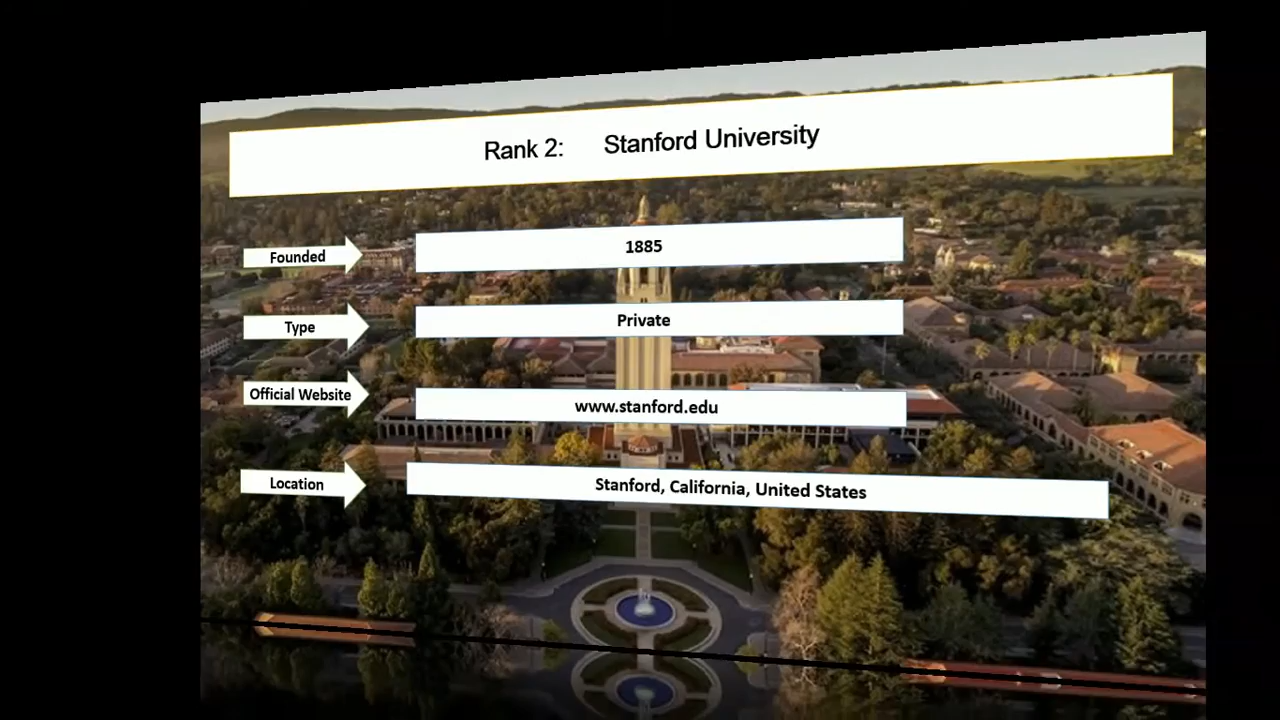 Rank 2: Stanford University
Founded
1885
Type
Private
Official Website
www.stanford.edu
Location
Stanford, California, United States